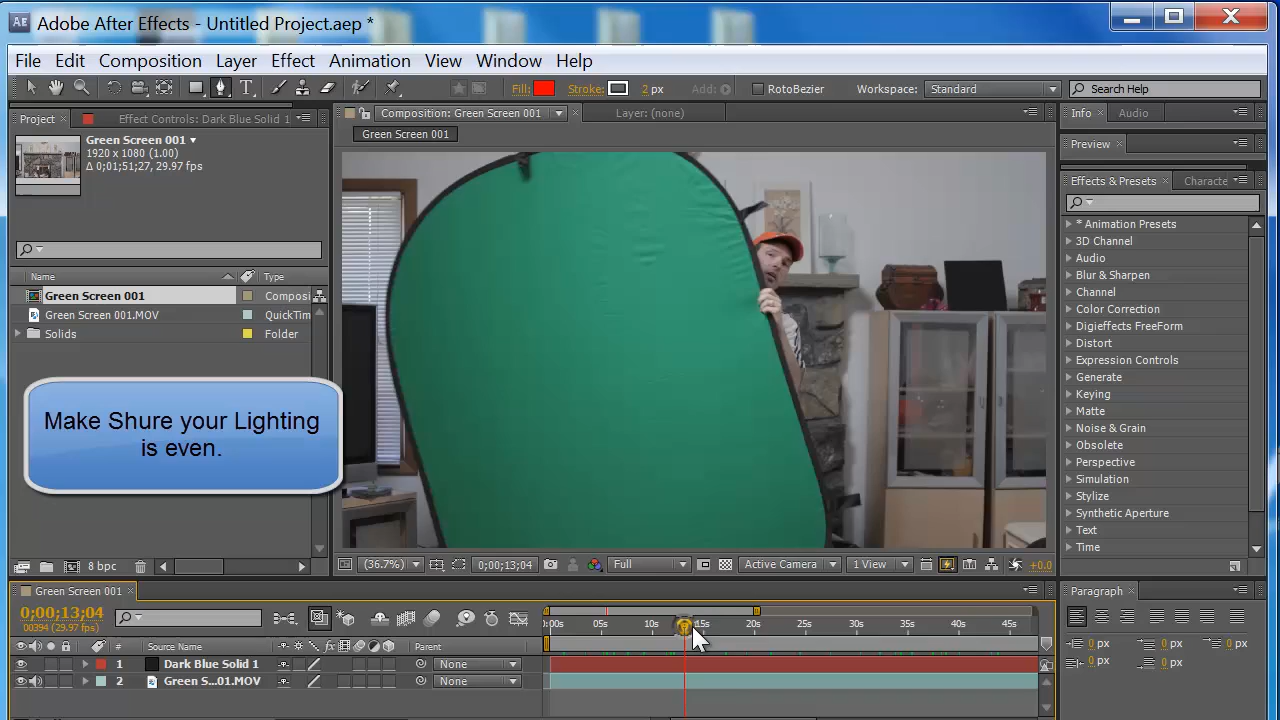 AE Adobe After Effects - Untitled Project.aep *
File Edit Composition Layer Effect Animation View Window Help
T Fill: Stroke: 2 px Add: RotoBezier Workspace: Standard Search Help
Project Effect Controls: Dark Blue Solid 1 Composition: Green Screen 001 Layer: (none) Info Audio
Green Screen 001
1920 x 1080 (1.00)
Δ 0;01;51;27, 29.97 fps
Green Screen 001
Preview
Effects & Presets Characte
Name Type
Green Screen 001 Composi
Green Screen 001.MOV QuickTim
Solids Folder
Make Shure your Lighting
is even.
* Animation Presets
3D Channel
Audio
Blur & Sharpen
Channel
Color Correction
Digieffects FreeForm
Distort
Expression Controls
Generate
Keying
Matte
Noise & Grain
Obsolete
Perspective
Simulation
Stylize
Synthetic Aperture
Text
Time
8 bpc (36.7%) 0;00;13;04 Full Active Camera 1 View +0.0
Green Screen 001
0;00;13;04
00394 (29.97 fps)
0:00s 05s 10s 15s 20s 25s 30s 35s 40s 45s
# Source Name fx Parent
1 Dark Blue Solid 1 None
2 Green S...01.MOV None
Paragraph
0 px 0 px 0 px
0 px 0 px